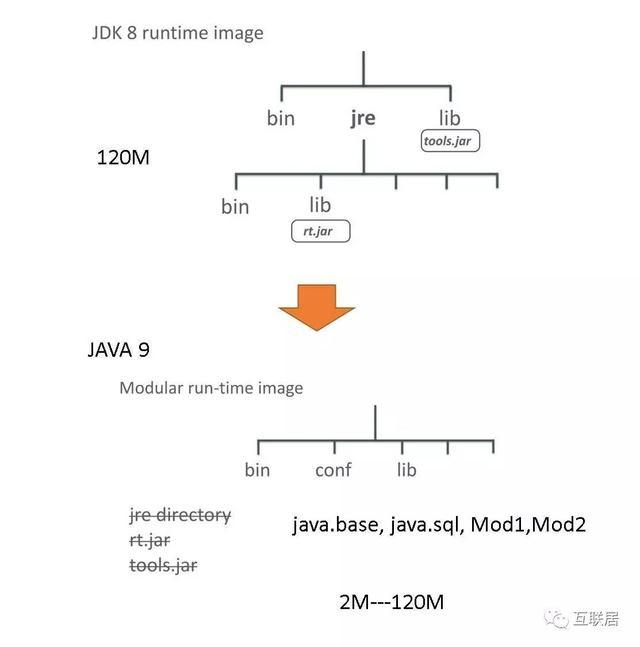 JDK 8 runtime image
bin jre lib
tools.jar
120M
bin lib
rt.jar
JAVA 9
Modular run-time image
bin conf lib
jre directory
java.base, java.sql, Mod1,Mod2
rt.jar
tools.jar
2M---120M
互联居